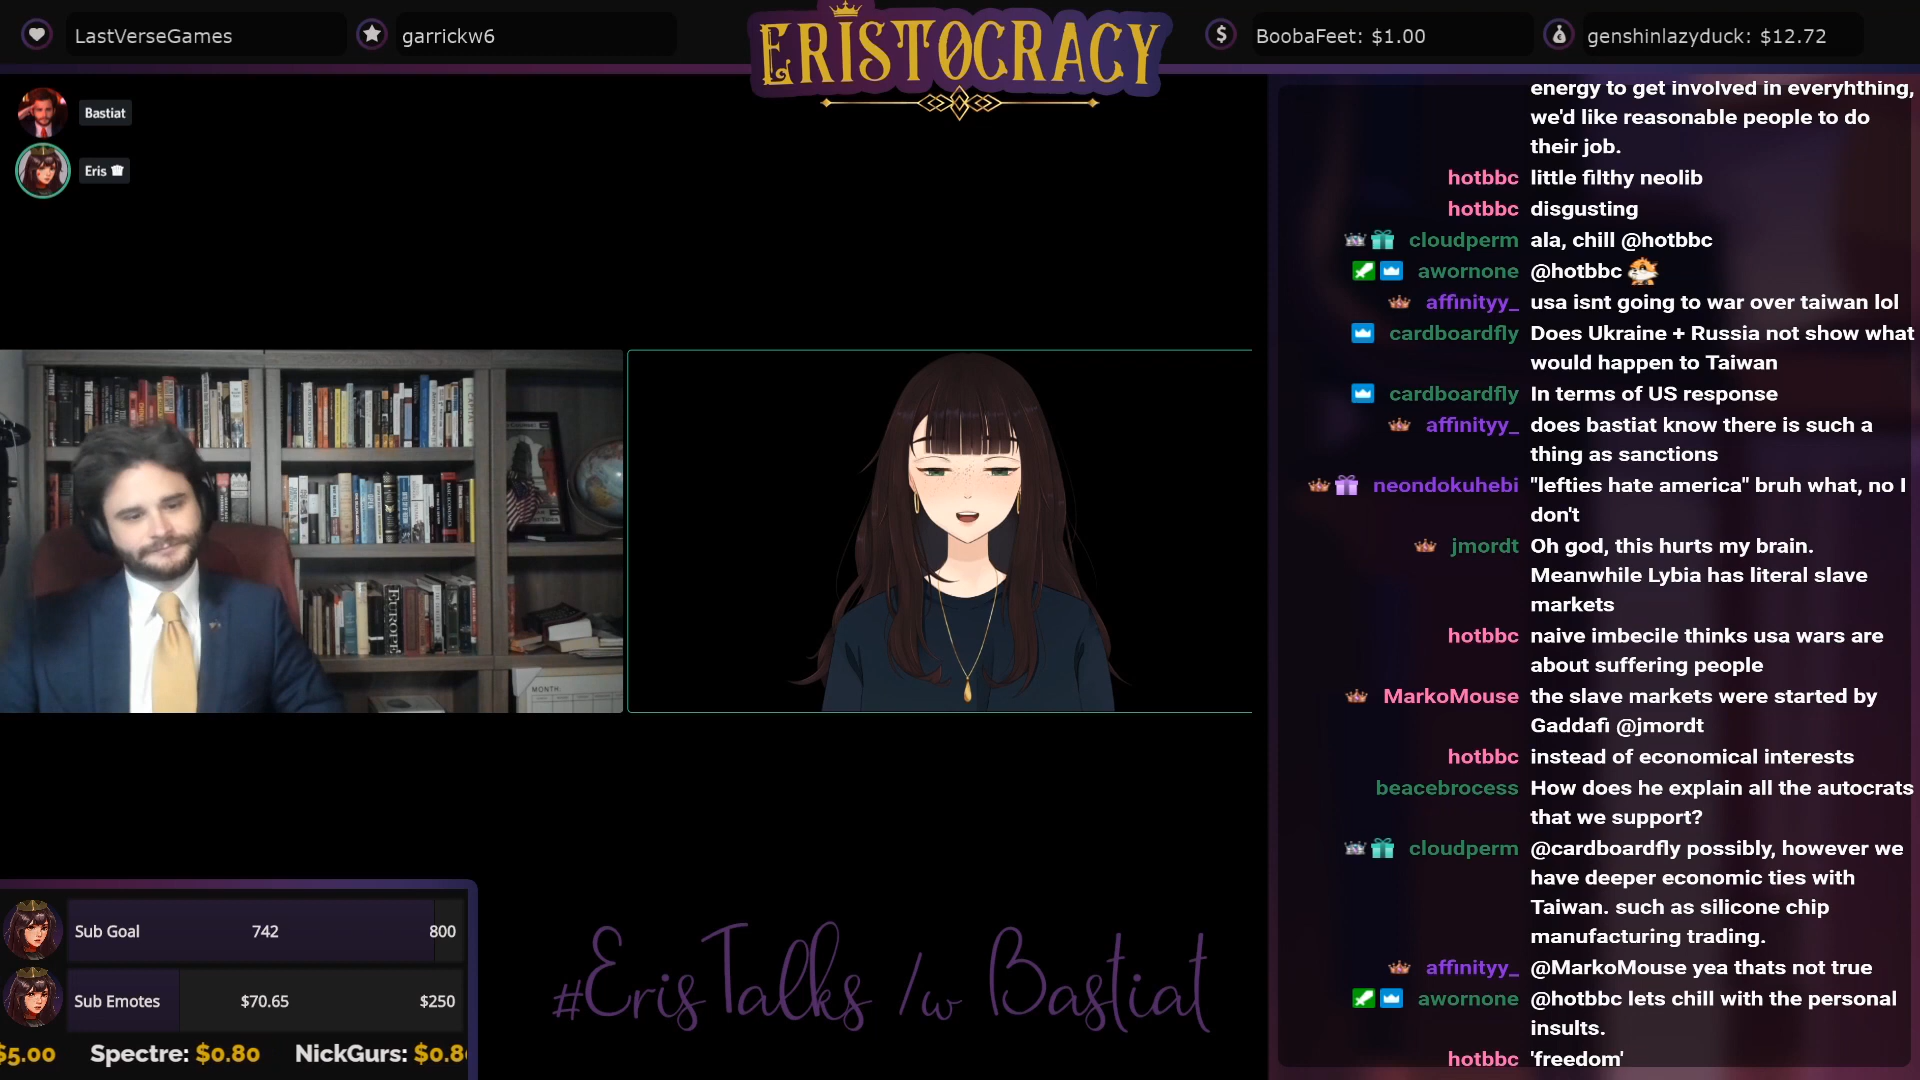 LastVerseGames
garrickw6
ERISTOCRACY
BoobaFeet: $1.00
genshinlazyduck: $12.72
Bastiat
Eris
energy to get involved in everyhthing,
we'd like reasonable people to do
their job.
hotbbc little filthy neolib
hotbbc disgusting
cloudperm ala, chill @hotbbc
awornone @hotbbc
affinityy_ usa isnt going to war over taiwan lol
cardboardfly Does Ukraine + Russia not show what
would happen to Taiwan
cardboardfly In terms of US response
affinityy_ does bastiat know there is such a
thing as sanctions
neondokuhebi "lefties hate america" bruh what, no I
don't
jmordt Oh god, this hurts my brain.
Meanwhile Lybia has literal slave
markets
hotbbc naive imbecile thinks usa wars are
about suffering people
MarkoMouse the slave markets were started by
Gaddafi @jmordt
hotbbc instead of economical interests
beacebrocess How does he explain all the autocrats
that we support?
cloudperm @cardboardfly possibly, however we
have deeper economic ties with
Taiwan. such as silicone chip
manufacturing trading.
affinityy_ @MarkoMouse yea thats not true
awornone @hotbbc lets chill with the personal
insults.
hotbbc 'freedom'
EUROPE
MONTH:
Sub Goal 742 800
Sub Emotes $70.65 $250
$5.00 Spectre: $0.80 NickGurs: $0.8
#ErisTalks /w Bastiat